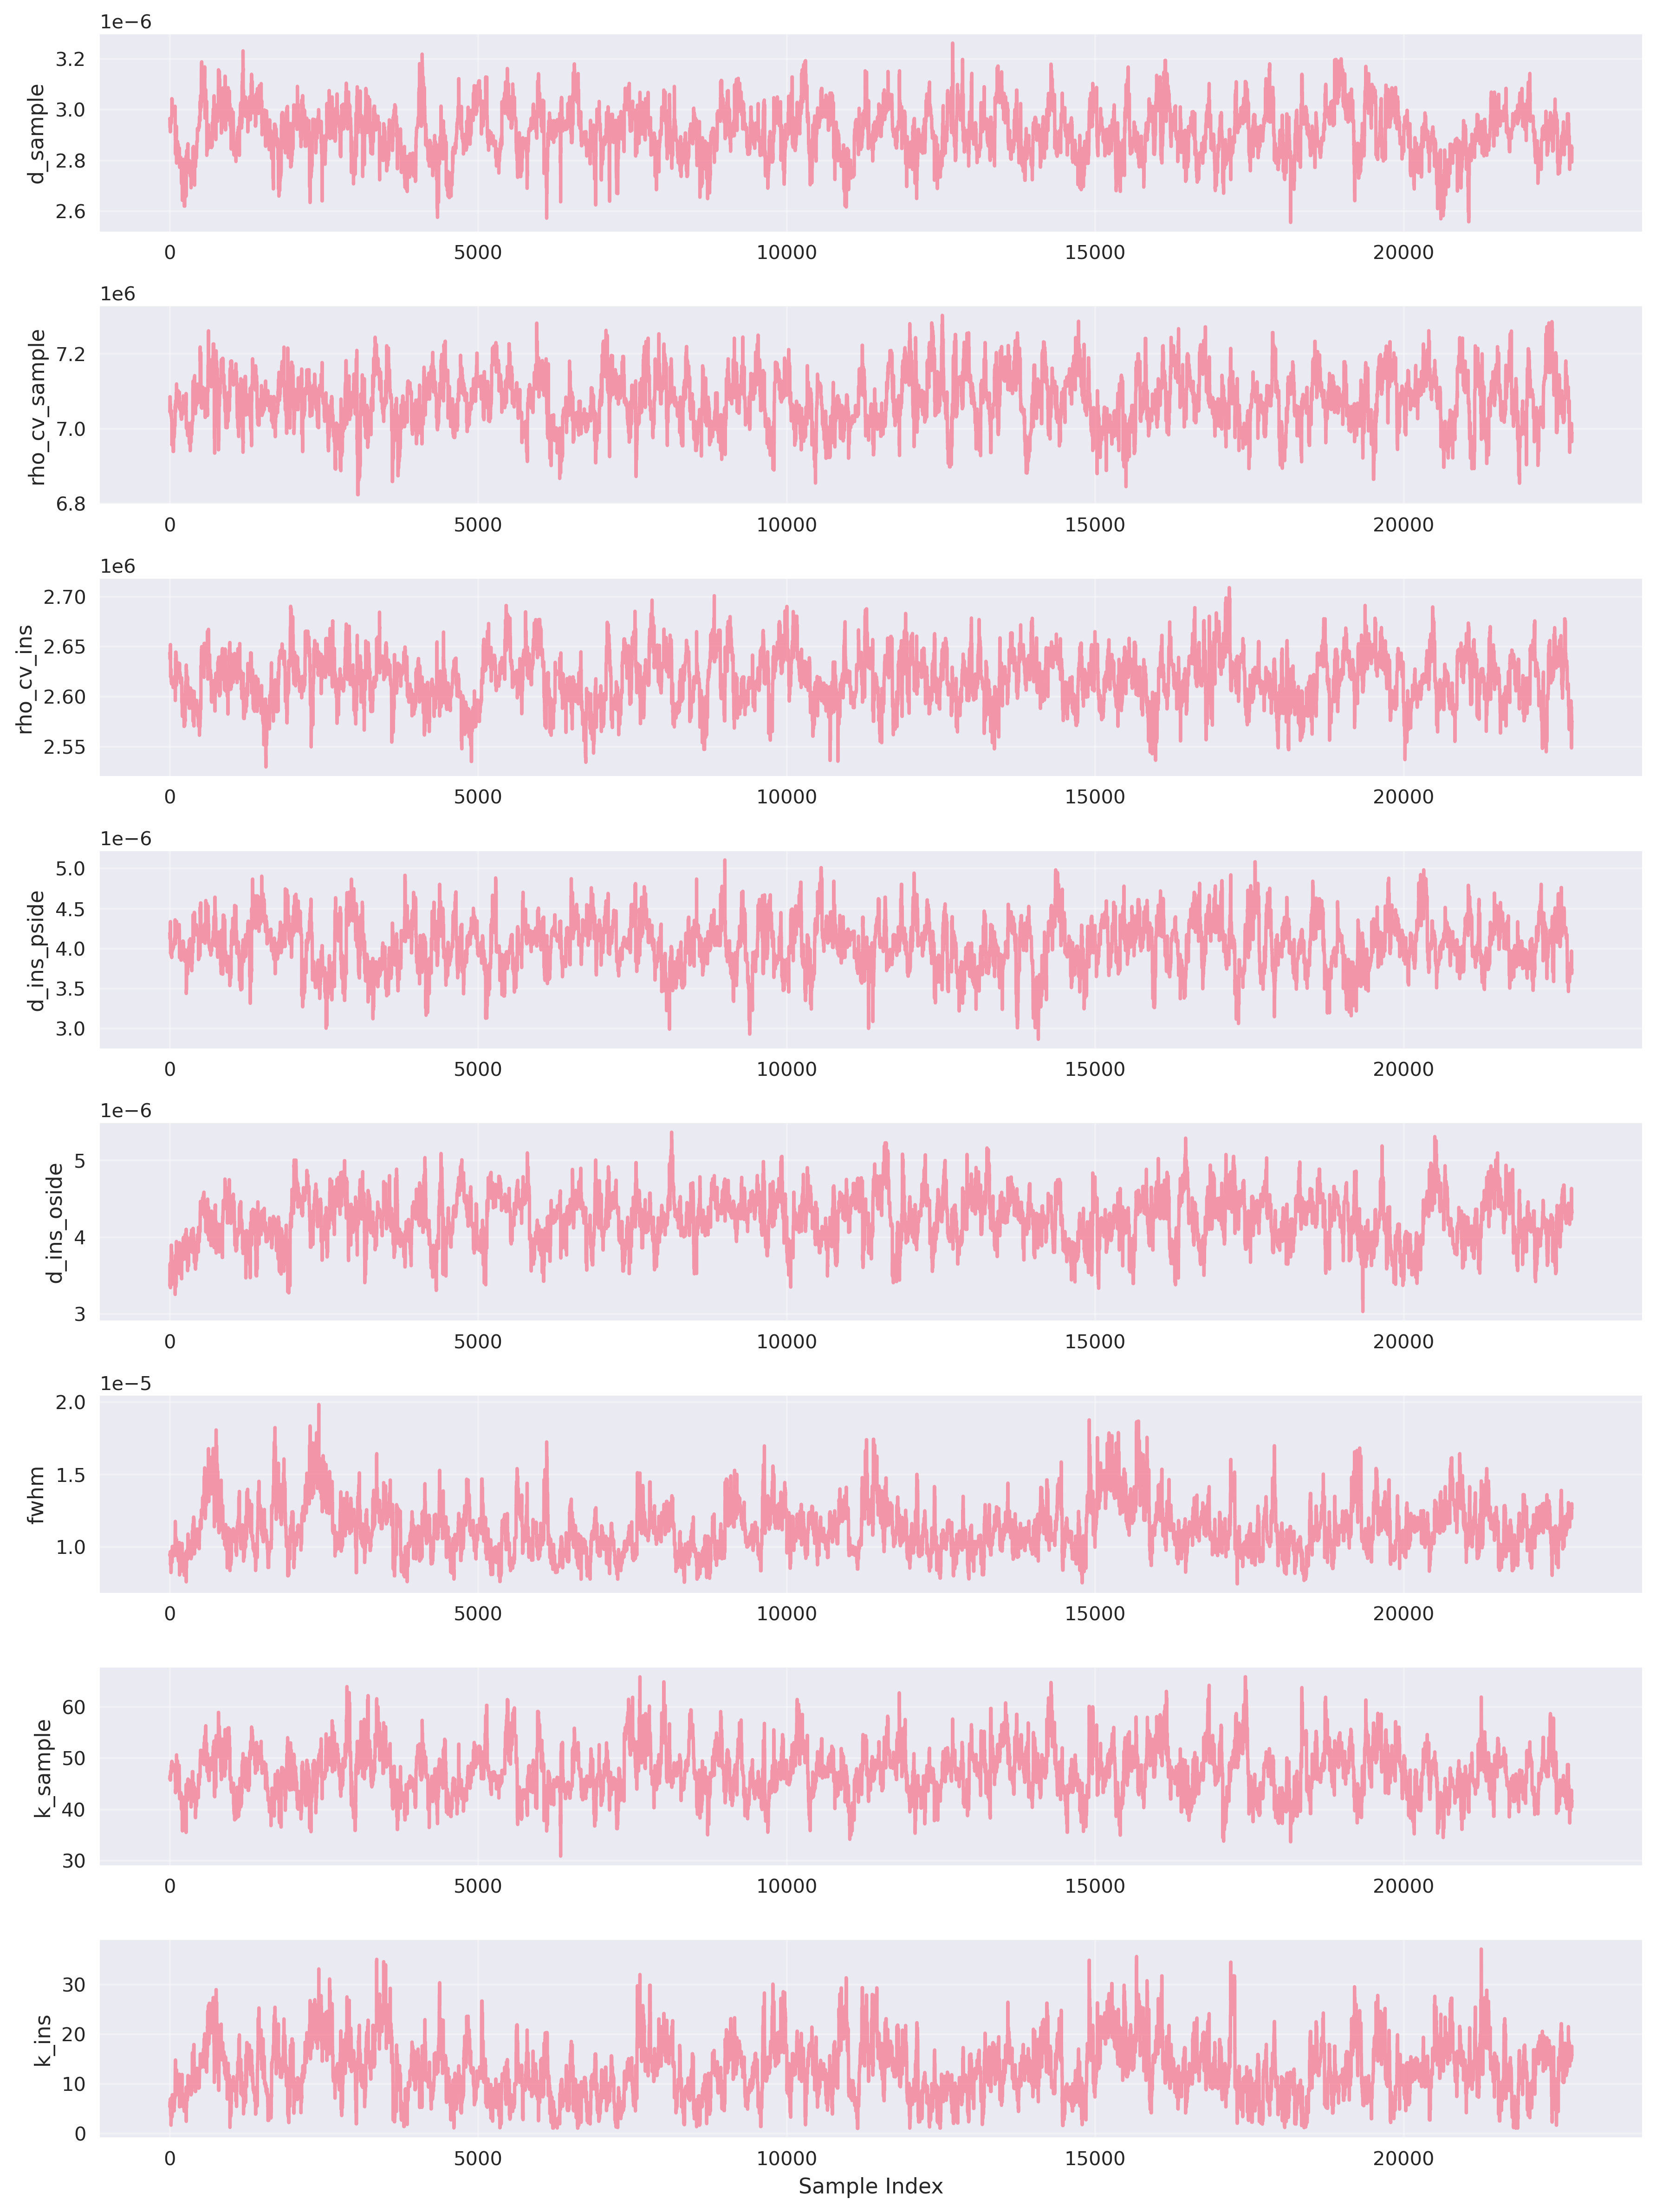 1e−6
3.2
3.0
2.8
2.6
d_sample
0 5000 10000 15000 20000
1e6
7.2
7.0
6.8
rho_cv_sample
0 5000 10000 15000 20000
1e6
2.70
2.65
2.60
2.55
rho_cv_ins
0 5000 10000 15000 20000
1e−6
5.0
4.5
4.0
3.5
3.0
d_ins_pside
0 5000 10000 15000 20000
1e−6
5
4
3
d_ins_oside
0 5000 10000 15000 20000
1e−5
2.0
1.5
1.0
fwhm
0 5000 10000 15000 20000
60
50
40
30
k_sample
0 5000 10000 15000 20000
30
20
10
0
k_ins
0 5000 10000 15000 20000
Sample Index